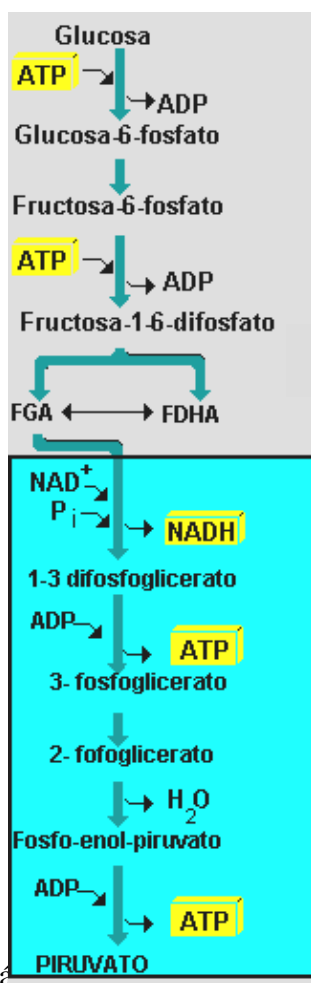 Glucosa
ATP
ADP
Glucosa-6-fosfato
Fructosa-6-fosfato
ATP
ADP
Fructosa-1-6-difosfato
FGA FDHA
NAD+
Pi
NADH
1-3 difosfoglicerato
ADP
ATP
3- fosfoglicerato
2- fofoglicerato
H2O
Fosfo-enol-piruvato
ADP
ATP
á PIRUVATO